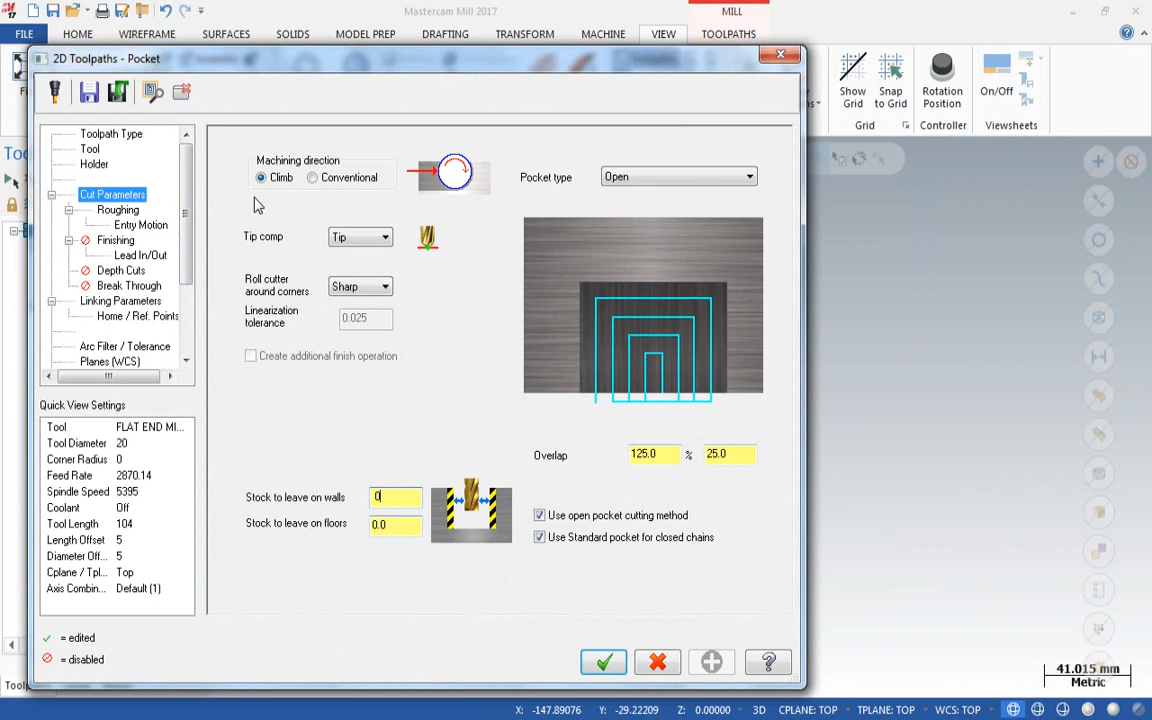 Mastercam Mill 2017
MILL
FILE HOME WIREFRAME SURFACES SOLIDS MODEL PREP DRAFTING TRANSFORM MACHINE VIEW TOOLPATHS
2D Toolpaths - Pocket
Show Grid
Snap to Grid
Rotation Position
On/Off
Grid
Controller
Viewsheets
Toolpath Type
Tool
Holder
Cut Parameters
Roughing
Entry Motion
Finishing
Lead In/Out
Depth Cuts
Break Through
Linking Parameters
Home / Ref. Points
Arc Filter / Tolerance
Planes (WCS)
Machining direction
Climb Conventional
Pocket type Open
Tip comp Tip
Roll cutter
around corners Sharp
Linearization
tolerance 0.025
Create additional finish operation
Overlap 125.0 % 25.0
Stock to leave on walls 0
Stock to leave on floors 0.0
Use open pocket cutting method
Use Standard pocket for closed chains
Quick View Settings
Tool FLAT END MI...
Tool Diameter 20
Corner Radius 0
Feed Rate 2870.14
Spindle Speed 5395
Coolant Off
Tool Length 104
Length Offset 5
Diameter Off... 5
Cplane / Tpl... Top
Axis Combin... Default (1)
= edited
= disabled
41.015 mm
Metric
X: -147.89076 Y: -29.22209 Z: 0.00000 3D CPLANE: TOP TPLANE: TOP WCS: TOP